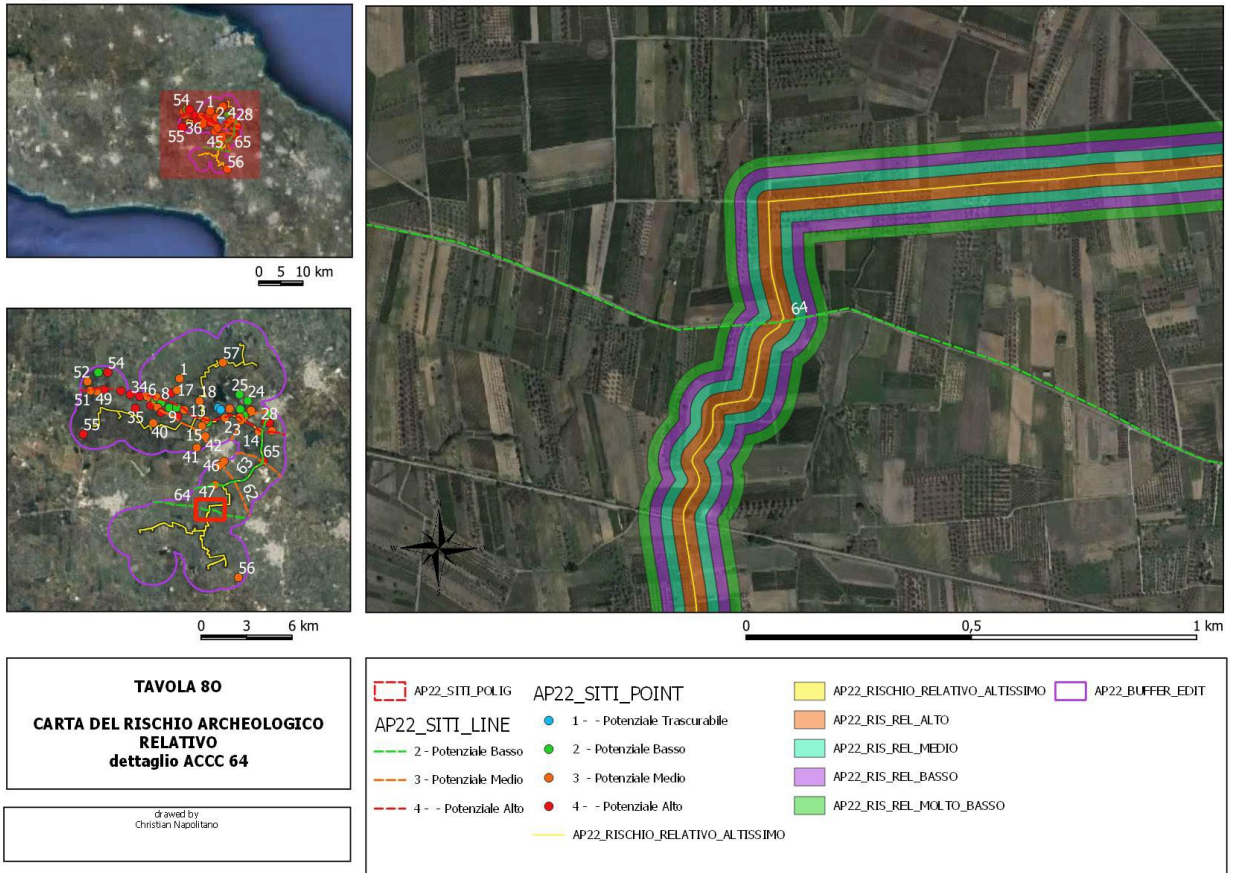 54
7
1
2
4
28
36
55
45
65
56
0 5 10 km
64
57
52
54
1
51
49
34
6
8
17
18
25
24
35
9
13
28
55
40
15
23
42
14
41
65
46
63
47
64
62
56
0 3 6 km
0 0,5 1 km
TAVOLA 8O
CARTA DEL RISCHIO ARCHEOLOGICO
RELATIVO
dettaglio ACCC 64
drawed by
Christian Napolitano
AP22_SITI_POLIG
AP22_SITI_LINE
2 - Potenziale Basso
3 - Potenziale Medio
4 - - Potenziale Alto
AP22_SITI_POINT
1 - - Potenziale Trascurabile
2 - Potenziale Basso
3 - Potenziale Medio
4 - - Potenziale Alto
AP22_RISCHIO_RELATIVO_ALTISSIMO
AP22_RISCHIO_RELATIVO_ALTISSIMO
AP22_RIS_REL_ALTO
AP22_RIS_REL_MEDIO
AP22_RIS_REL_BASSO
AP22_RIS_REL_MOLTO_BASSO
AP22_BUFFER_EDIT